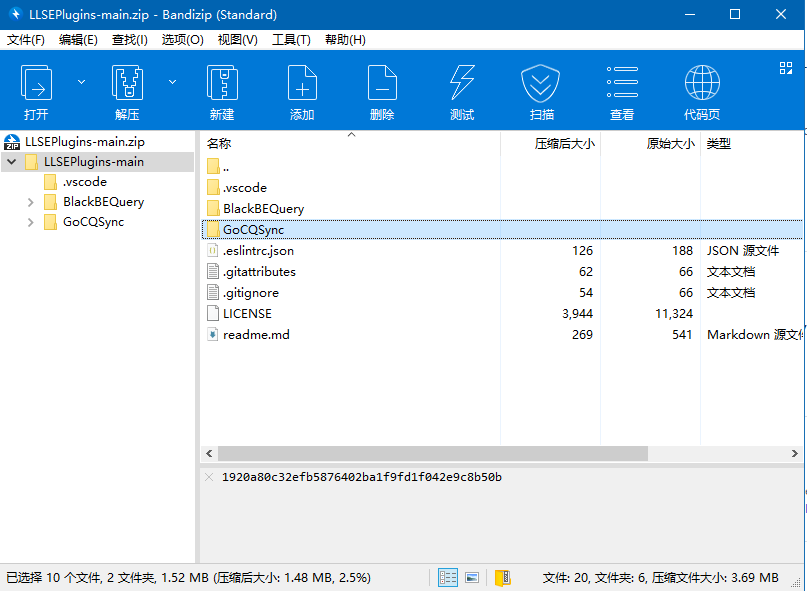 LLSEPlugins-main.zip - Bandizip (Standard)
文件(F) 编辑(E) 查找(I) 选项(O) 视图(V) 工具(T) 帮助(H)
打开 解压 新建 添加 删除 测试 扫描 查看 代码页
LLSEPlugins-main.zip
LLSEPlugins-main
.vscode
BlackBEQuery
GoCQSync
名称 压缩后大小 原始大小 类型
..
.vscode
BlackBEQuery
GoCQSync
.eslintrc.json 126 188 JSON 源文件
.gitattributes 62 66 文本文档
.gitignore 54 66 文本文档
LICENSE 3,944 11,324
readme.md 269 541 Markdown 源文件
1920a80c32efb5876402ba1f9fd1f042e9c8b50b
已选择 10 个文件, 2 文件夹, 1.52 MB (压缩后大小: 1.48 MB, 2.5%) 文件: 20, 文件夹: 6, 压缩文件大小: 3.69 MB